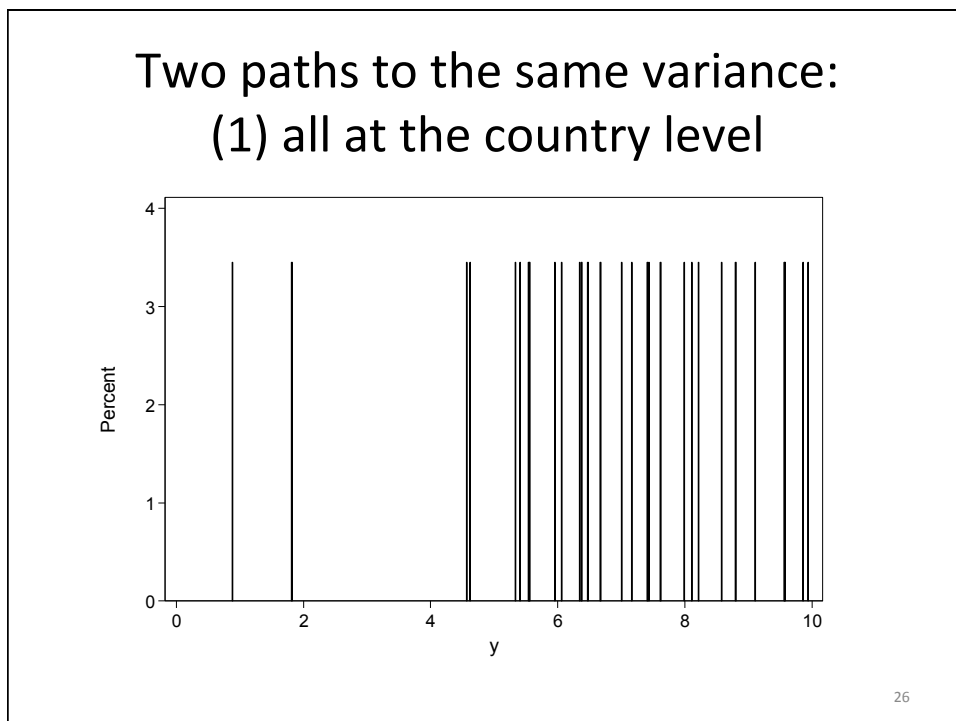 Two paths to the same variance:
(1) all at the country level
4
3
2
1
0
Percent
0 2 4 6 8 10
y
26